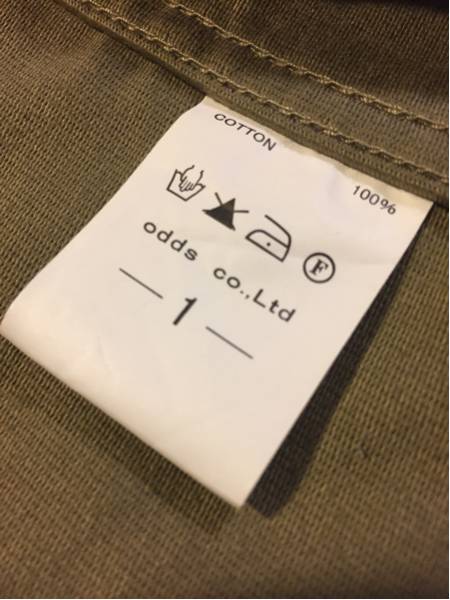 COTTON 100%
F
odds co.,Ltd
— 1 —